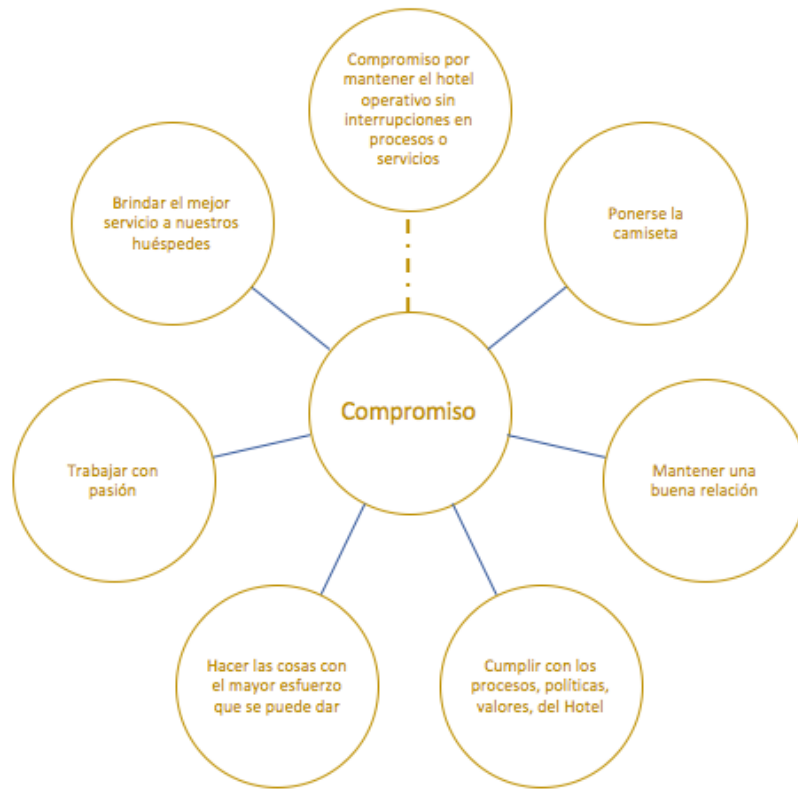 Compromiso por
mantener el hotel
operativo sin
interrupciones en
procesos o
servicios
Brindar el mejor
servicio a nuestros
huéspedes
Ponerse la
camiseta
Compromiso
Trabajar con
pasión
Mantener una
buena relación
Hacer las cosas con
el mayor esfuerzo
que se puede dar
Cumplir con los
procesos, políticas,
valores, del Hotel